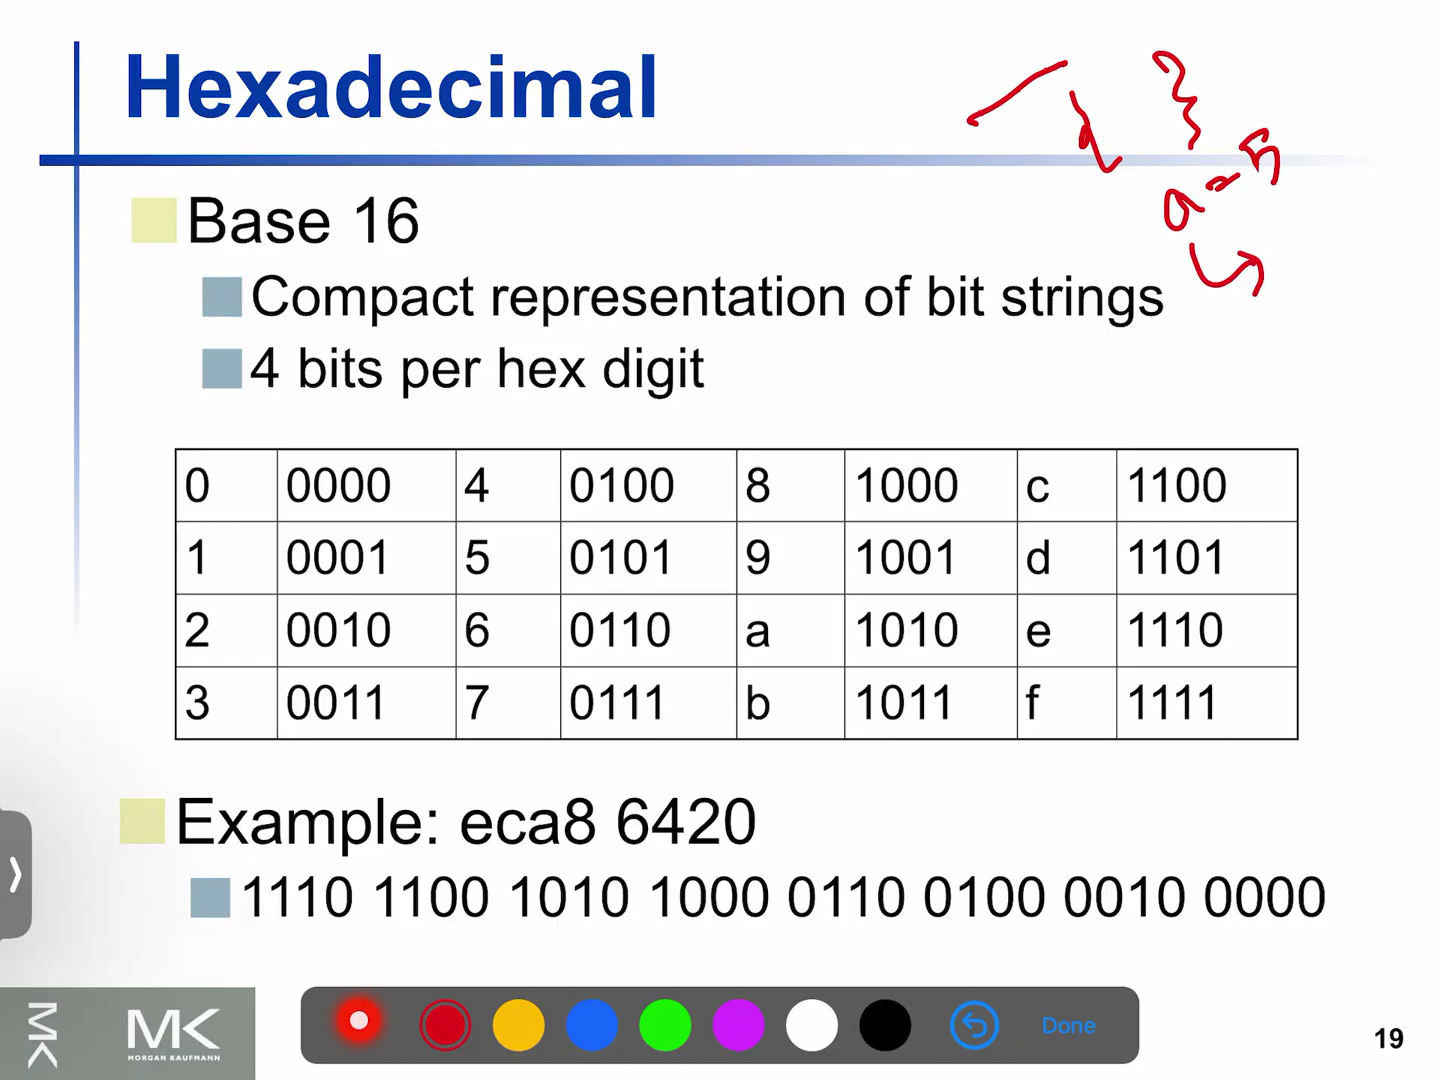 Hexadecimal
Base 16
Compact representation of bit strings
4 bits per hex digit
0 0000 4 0100 8 1000 c 1100
1 0001 5 0101 9 1001 d 1101
2 0010 6 0110 a 1010 e 1110
3 0011 7 0111 b 1011 f 1111
Example: eca8 6420
1110 1100 1010 1000 0110 0100 0010 0000
MK
MK
MORGAN KAUFMANN
Done
19